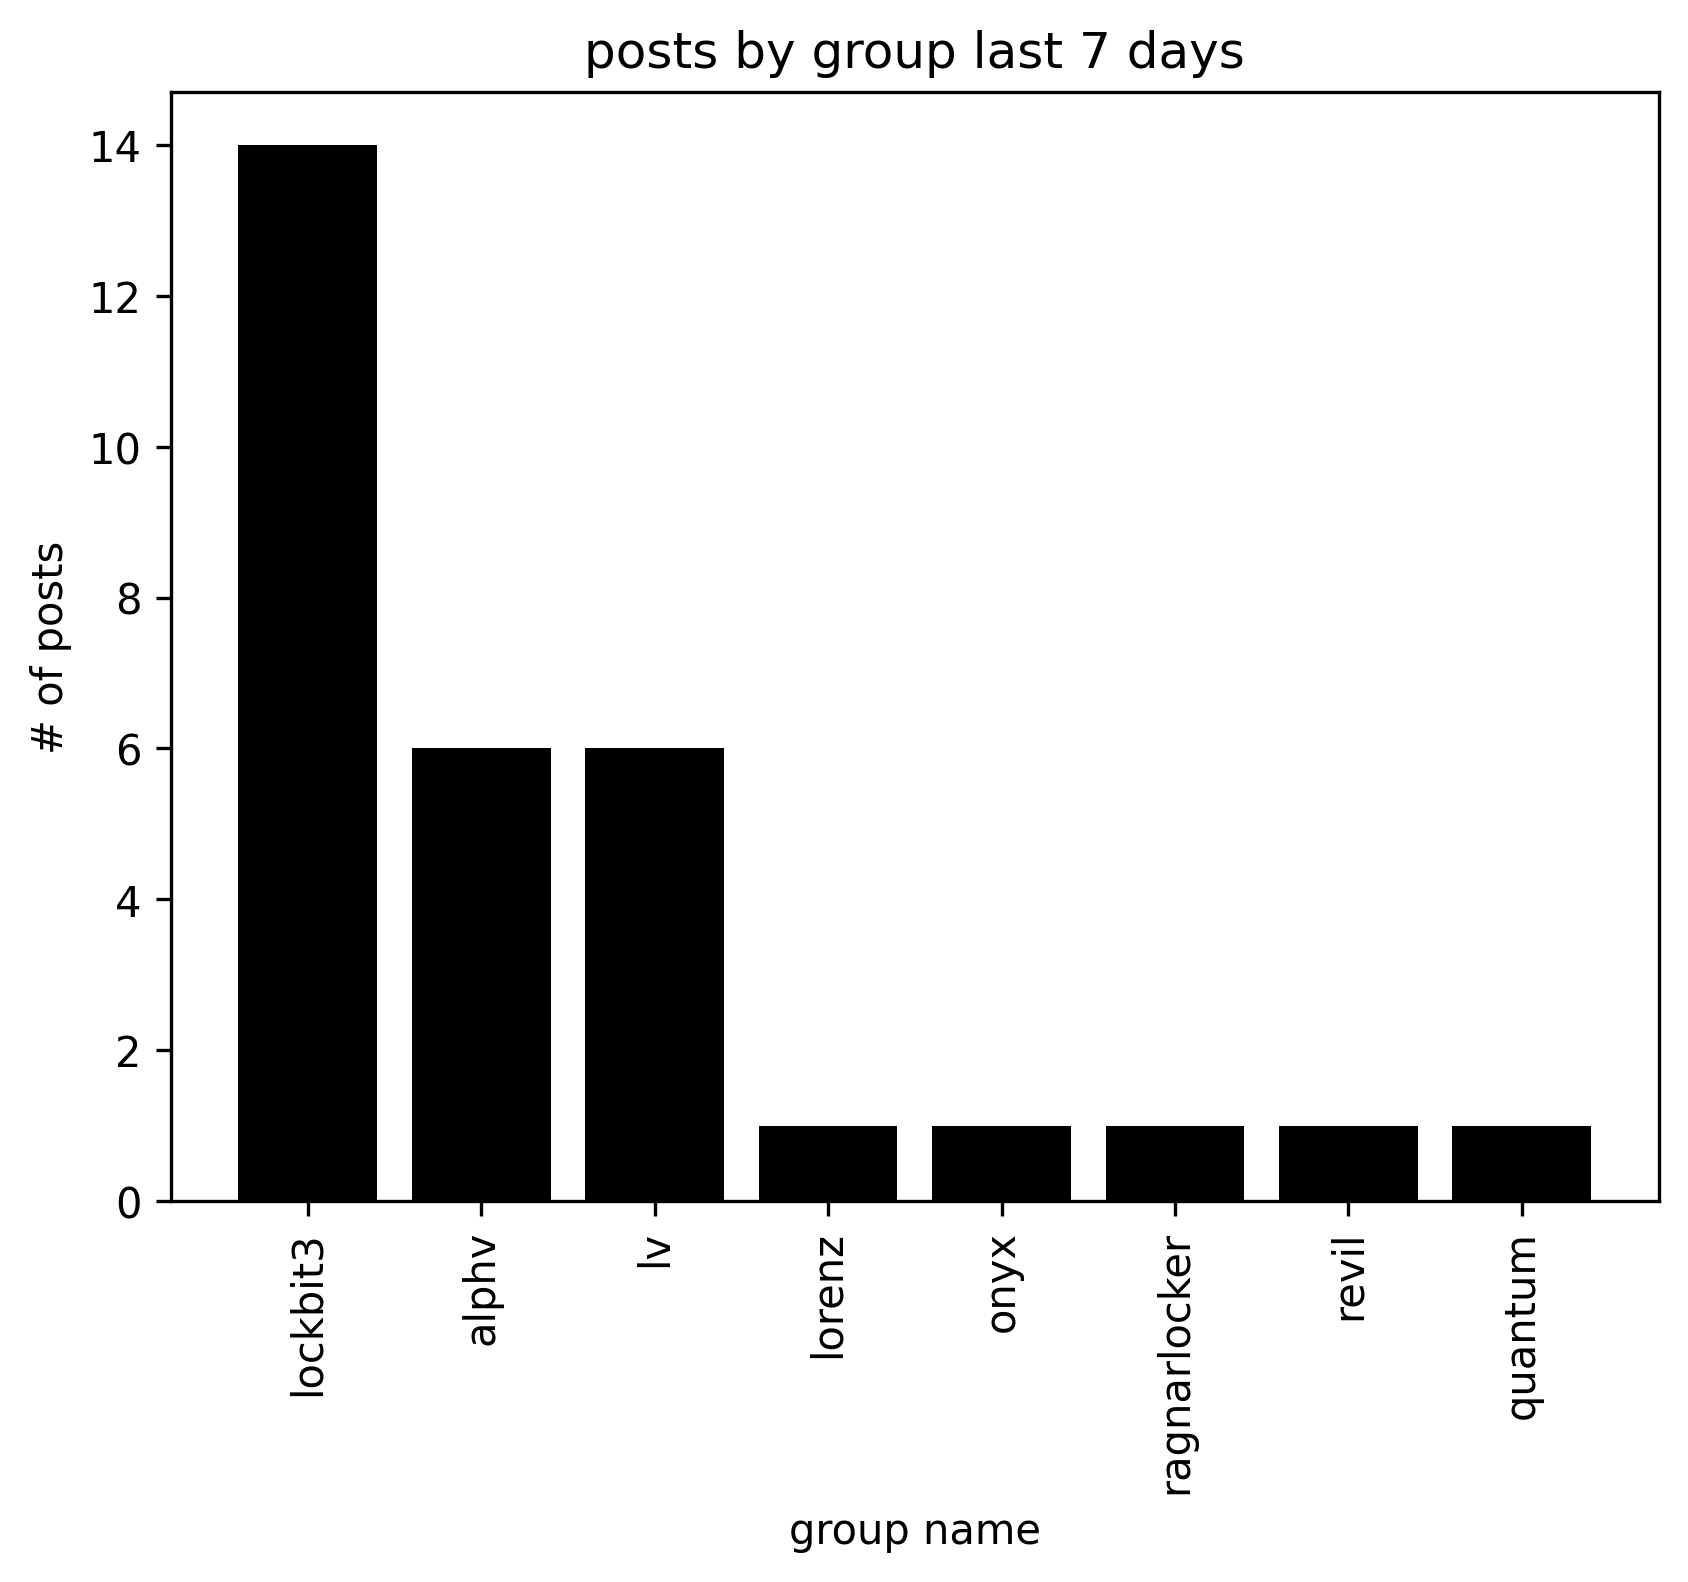 posts by group last 7 days
14
12
10
8
6
4
2
0
# of posts
lockbit3
alphv
lv
lorenz
onyx
ragnarlocker
revil
quantum
group name